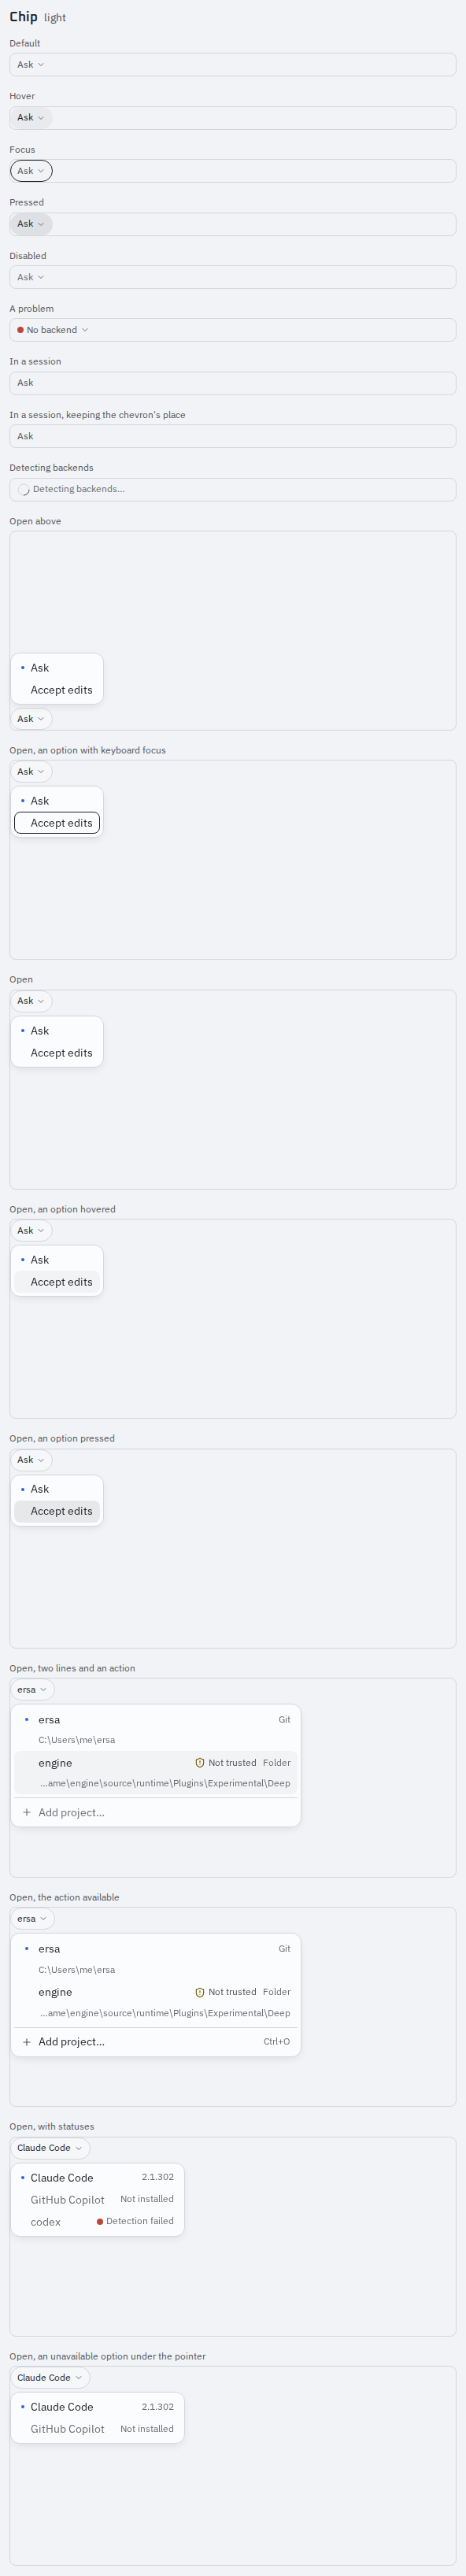 Chip light
Default
Ask
Hover
Ask
Focus
Ask
Pressed
Ask
Disabled
Ask
A problem
No backend
In a session
Ask
In a session, keeping the chevron's place
Ask
Detecting backends
Detecting backends...
Open above
Ask
Accept edits
Ask
Open, an option with keyboard focus
Ask
Ask
Accept edits
Open
Ask
Ask
Accept edits
Open, an option hovered
Ask
Ask
Accept edits
Open, an option pressed
Ask
Ask
Accept edits
Open, two lines and an action
ersa
ersa Git
C:\Users\me\ersa
engine Not trusted Folder
...ame\engine\source\runtime\Plugins\Experimental\Deep
Add project...
Open, the action available
ersa
ersa Git
C:\Users\me\ersa
engine Not trusted Folder
...ame\engine\source\runtime\Plugins\Experimental\Deep
Add project... Ctrl+O
Open, with statuses
Claude Code
Claude Code 2.1.302
GitHub Copilot Not installed
codex Detection failed
Open, an unavailable option under the pointer
Claude Code
Claude Code 2.1.302
GitHub Copilot Not installed